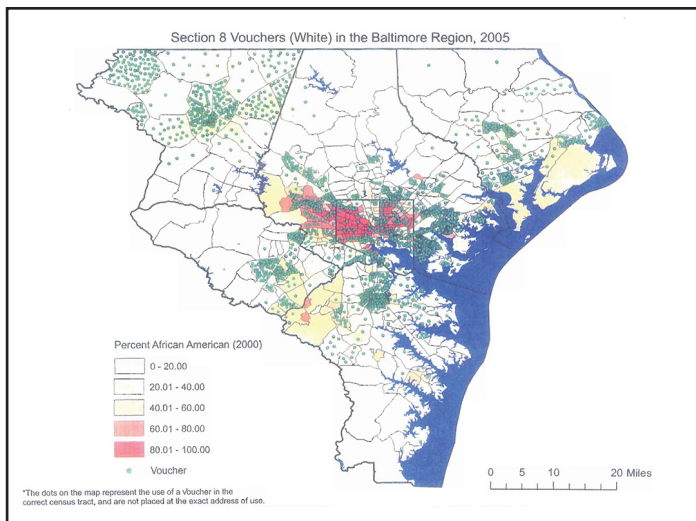 Section 8 Vouchers (White) in the Baltimore Region, 2005
Percent African American (2000)
0 - 20.00
20.01 - 40.00
40.01 - 60.00
60.01 - 80.00
80.01 - 100.00
Voucher
0 5 10 20 Miles
*The dots on the map represent the use of a voucher in the
correct census tract, and are not placed at the exact address of use.